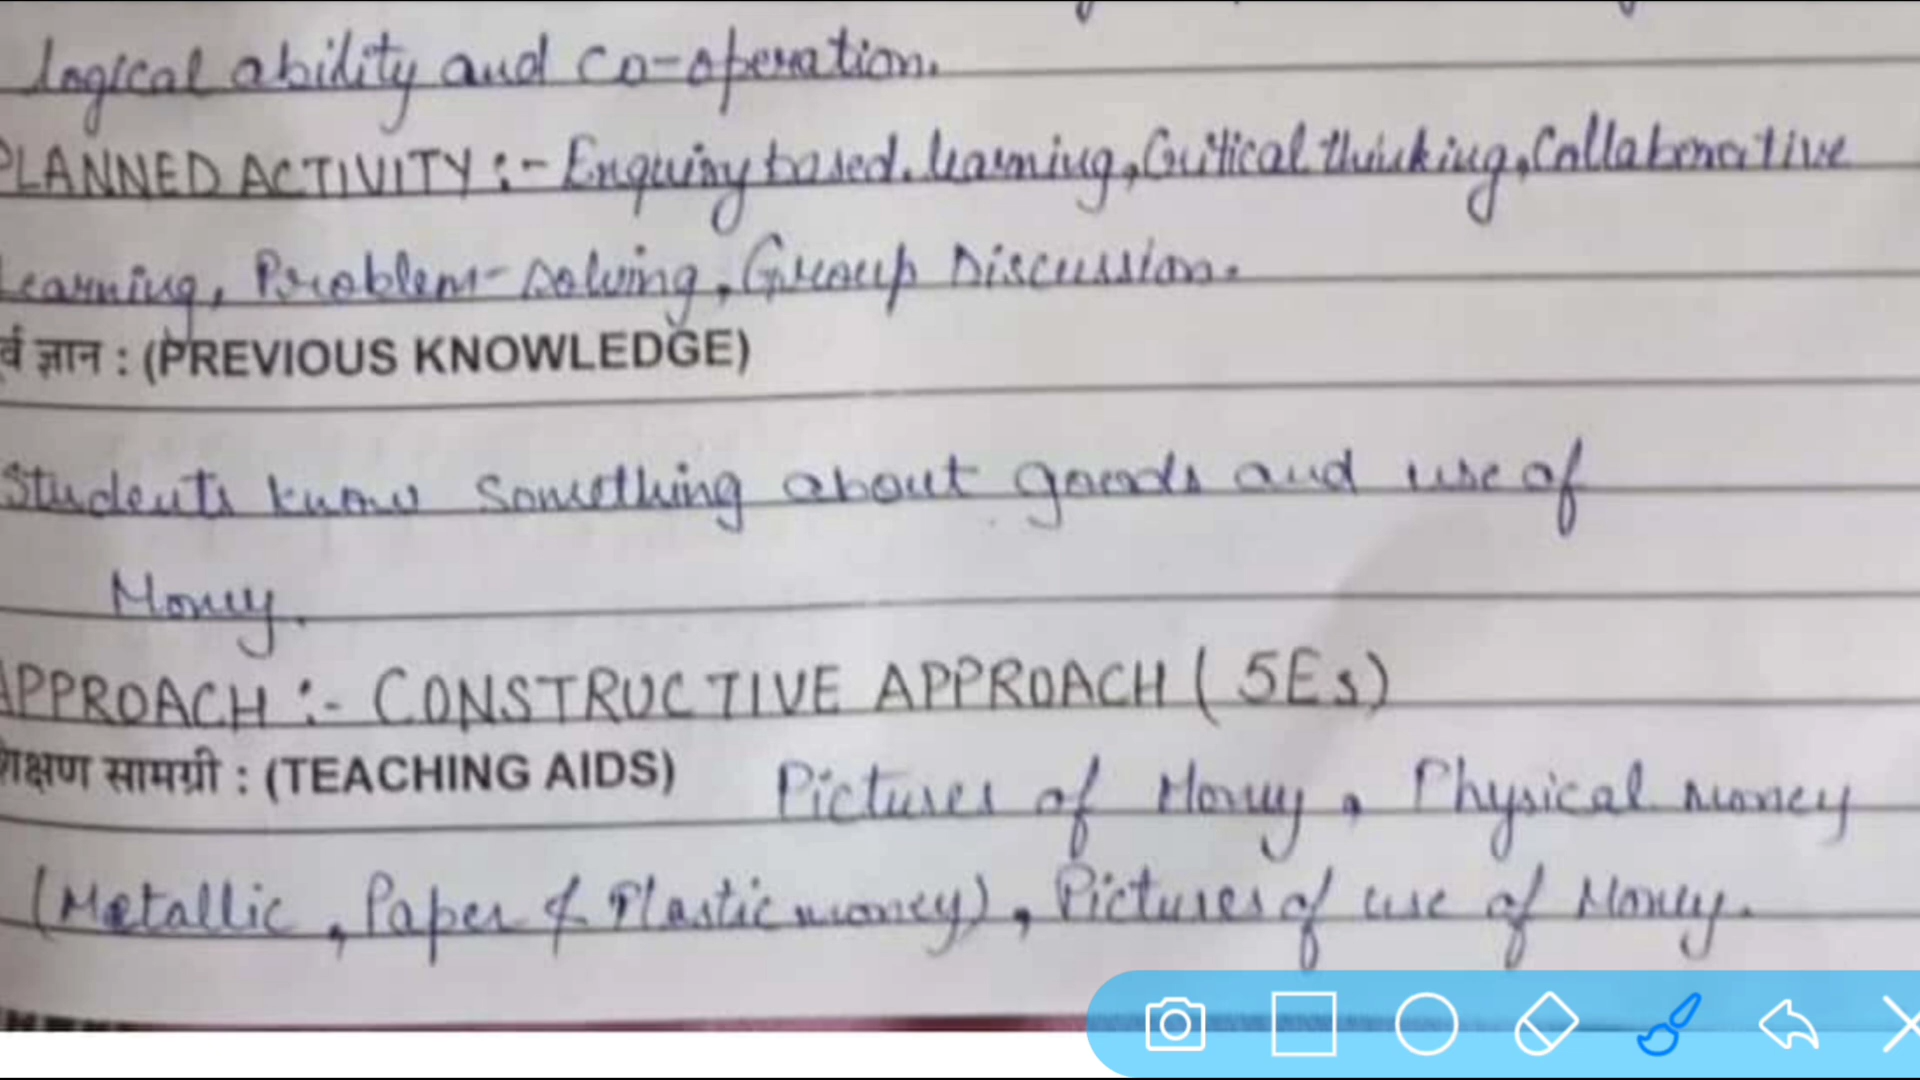 logical ability and co-operation.
PLANNED ACTIVITY :- Enquiry based learning, Critical thinking, Collaborative
Learning, Problem-solving, Group Discussion.
र्व ज्ञान : (PREVIOUS KNOWLEDGE)
Students know something about goods and use of
Money.
APPROACH :- CONSTRUCTIVE APPROACH ( 5Es)
शिक्षण सामग्री : (TEACHING AIDS) Pictures of Money, Physical money
(Metallic, Paper & Plastic money), Pictures of use of Money.